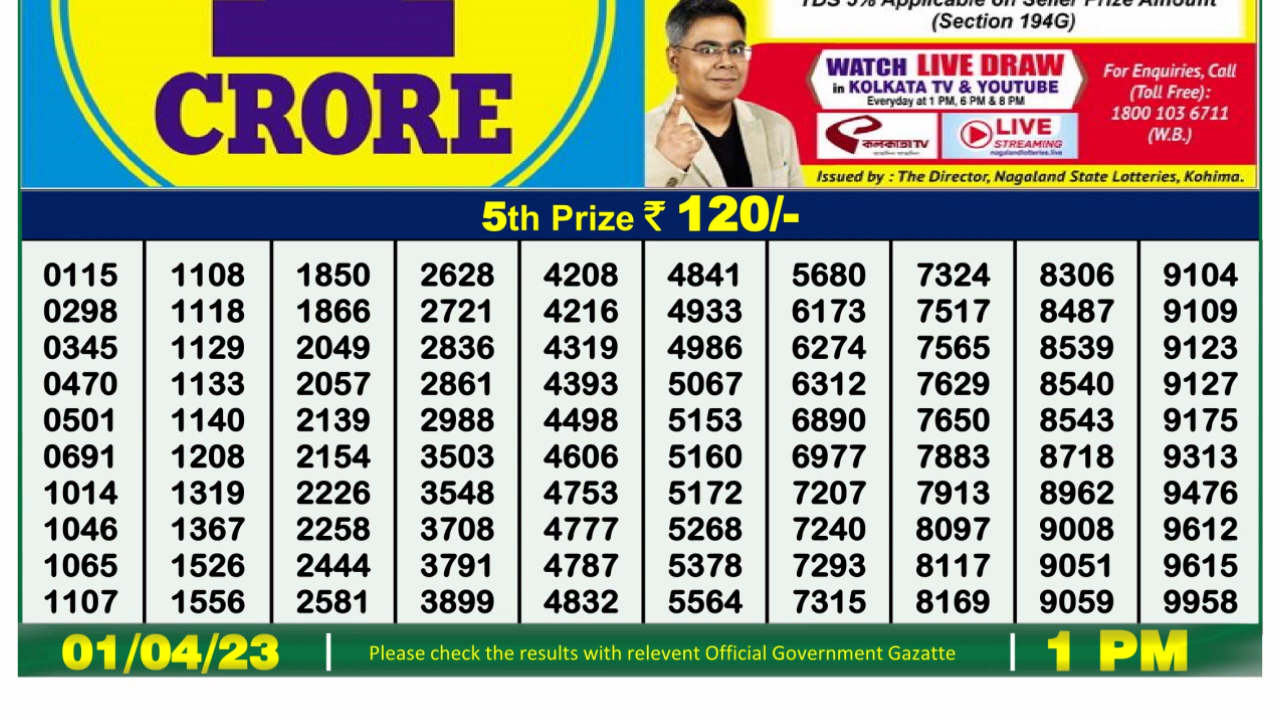 TDS 5% Applicable on Seller Prize Amount
(Section 194G)
CRORE
WATCH LIVE DRAW
in KOLKATA TV & YOUTUBE
Everyday at 1 PM, 6 PM & 8 PM
কলকাতা TV
LIVE
STREAMING
nagalandlotteries.live
For Enquiries, Call
(Toll Free):
1800 103 6711
(W.B.)
Issued by : The Director, Nagaland State Lotteries, Kohima.
5th Prize ₹ 120/-
0115 1108 1850 2628 4208 4841 5680 7324 8306 9104
0298 1118 1866 2721 4216 4933 6173 7517 8487 9109
0345 1129 2049 2836 4319 4986 6274 7565 8539 9123
0470 1133 2057 2861 4393 5067 6312 7629 8540 9127
0501 1140 2139 2988 4498 5153 6890 7650 8543 9175
0691 1208 2154 3503 4606 5160 6977 7883 8718 9313
1014 1319 2226 3548 4753 5172 7207 7913 8962 9476
1046 1367 2258 3708 4777 5268 7240 8097 9008 9612
1065 1526 2444 3791 4787 5378 7293 8117 9051 9615
1107 1556 2581 3899 4832 5564 7315 8169 9059 9958
01/04/23 Please check the results with relevent Official Government Gazatte 1 PM